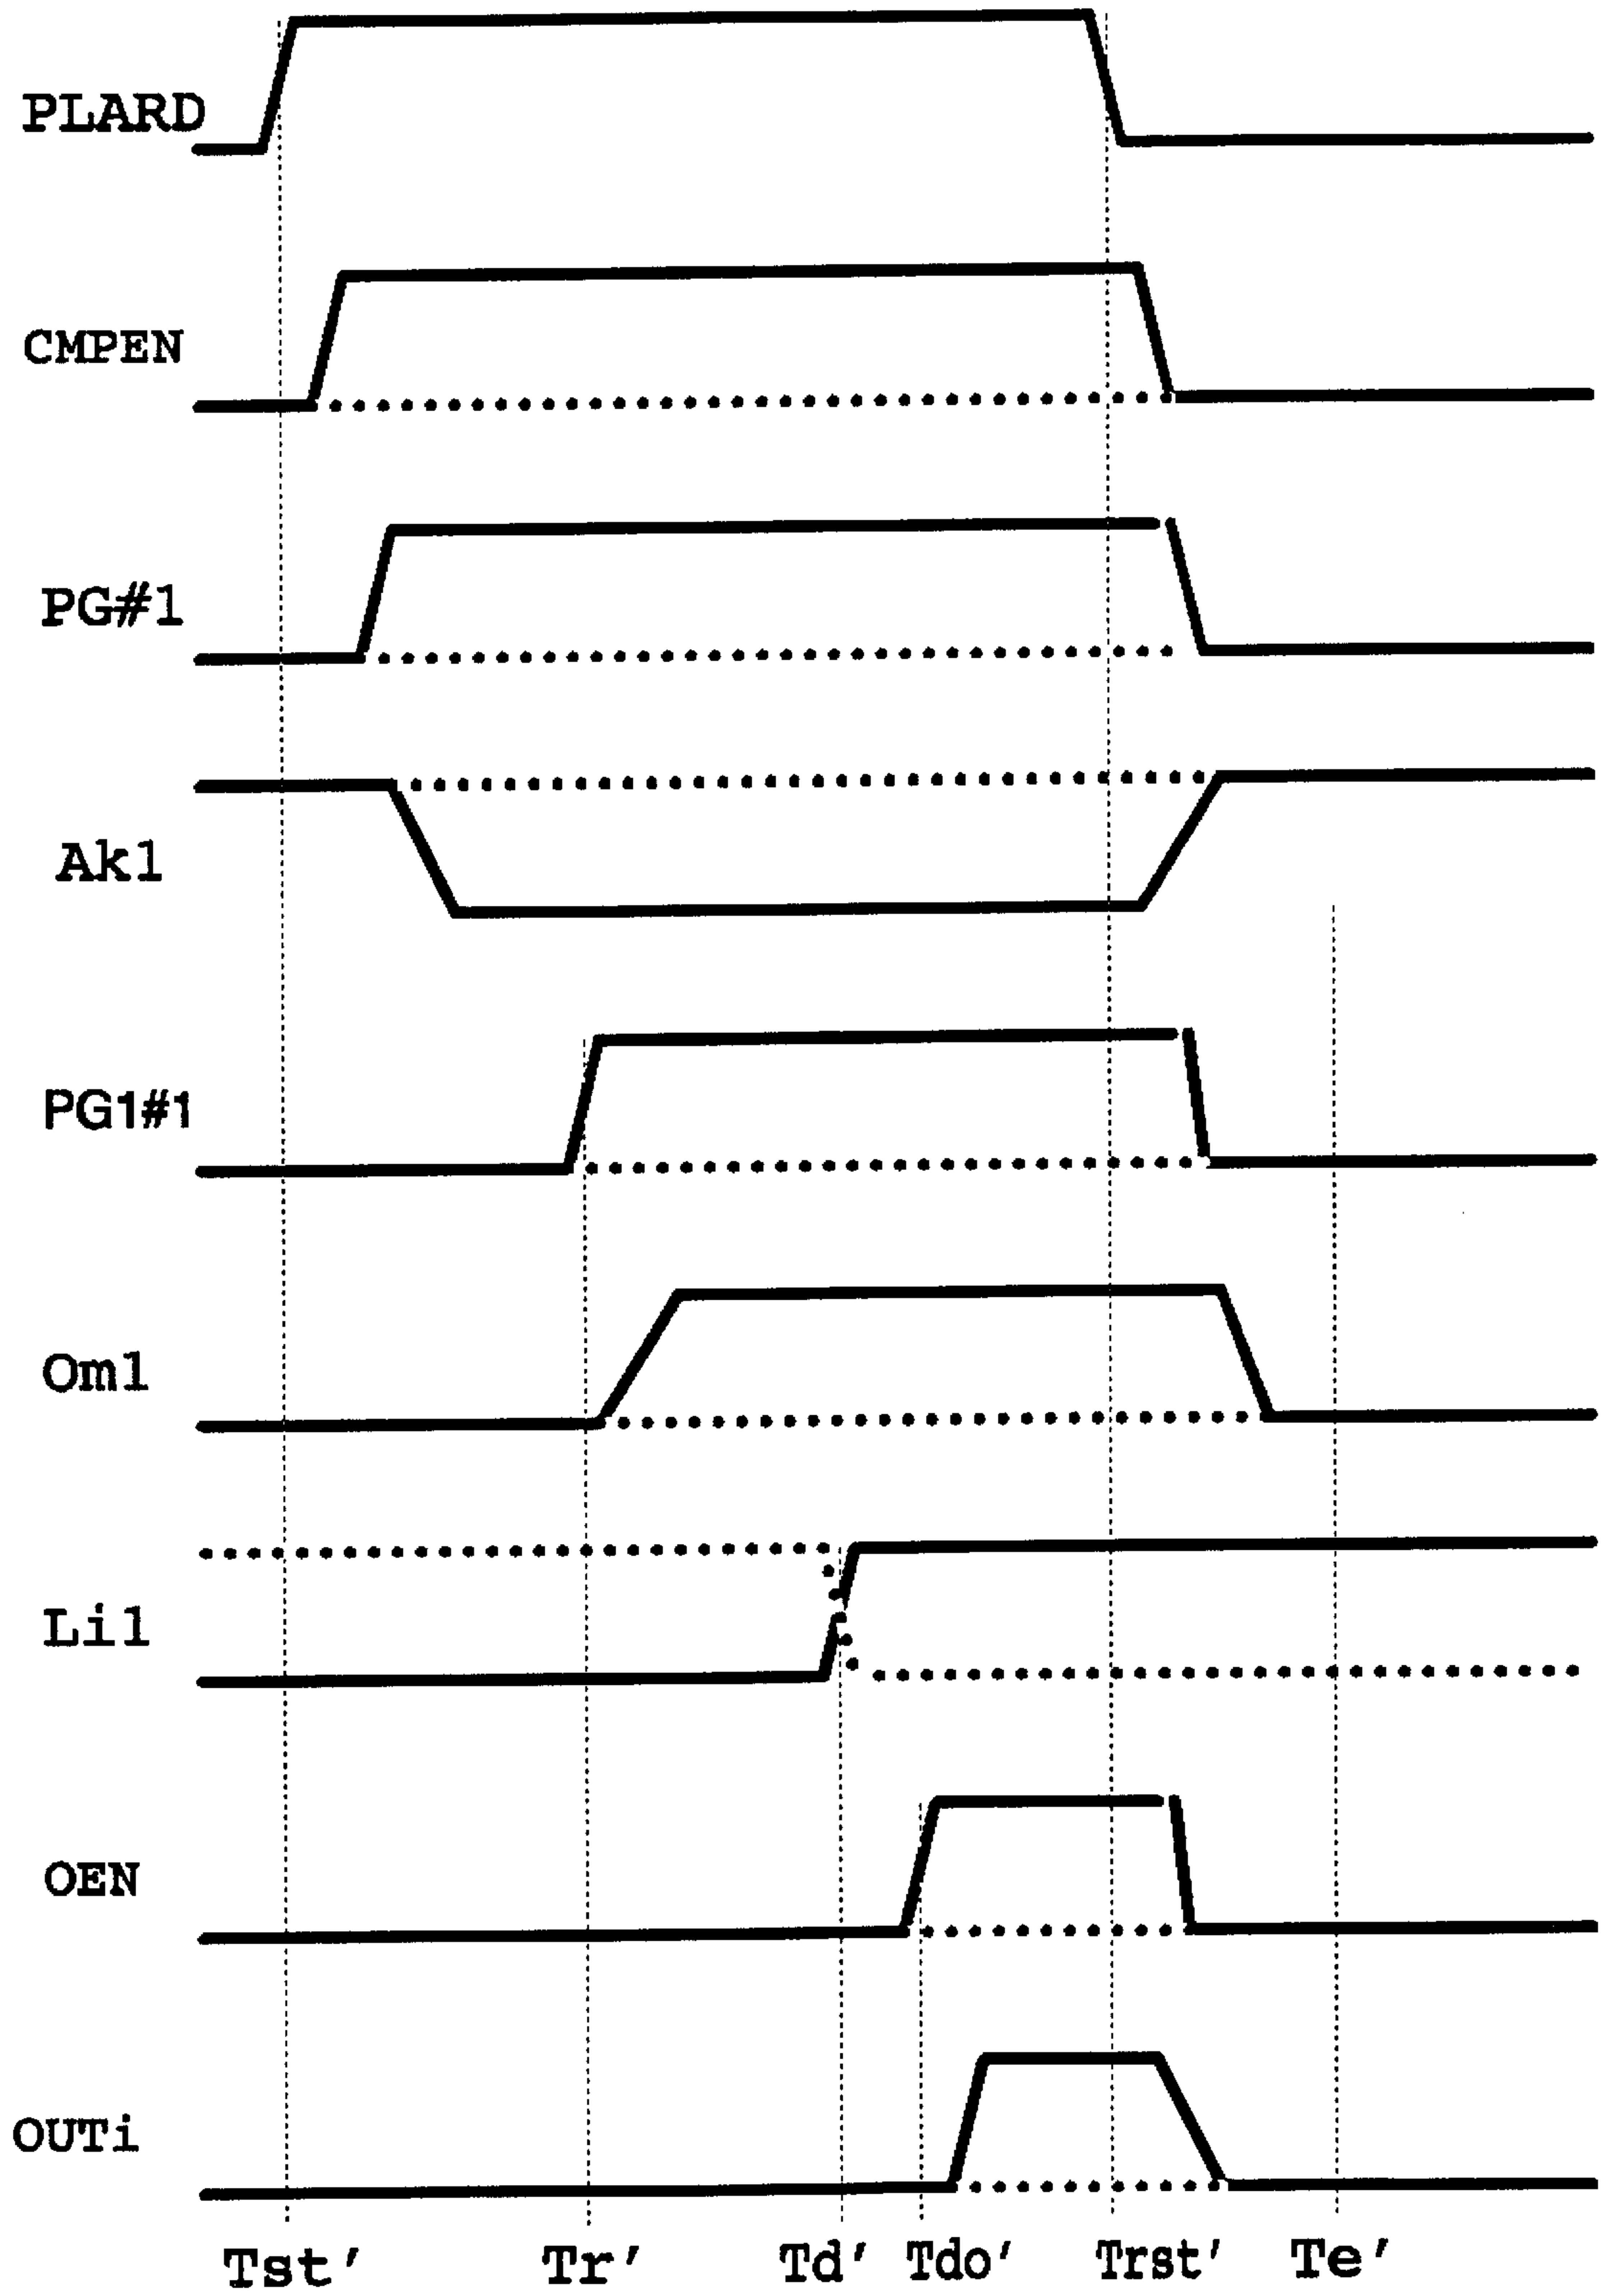 PLARD
CMPEN
PG#1
Ak1
PG1#1
Om1
Li1
OEN
OUTi
Tst' Tr' Td' Tdo' Trst' Te'